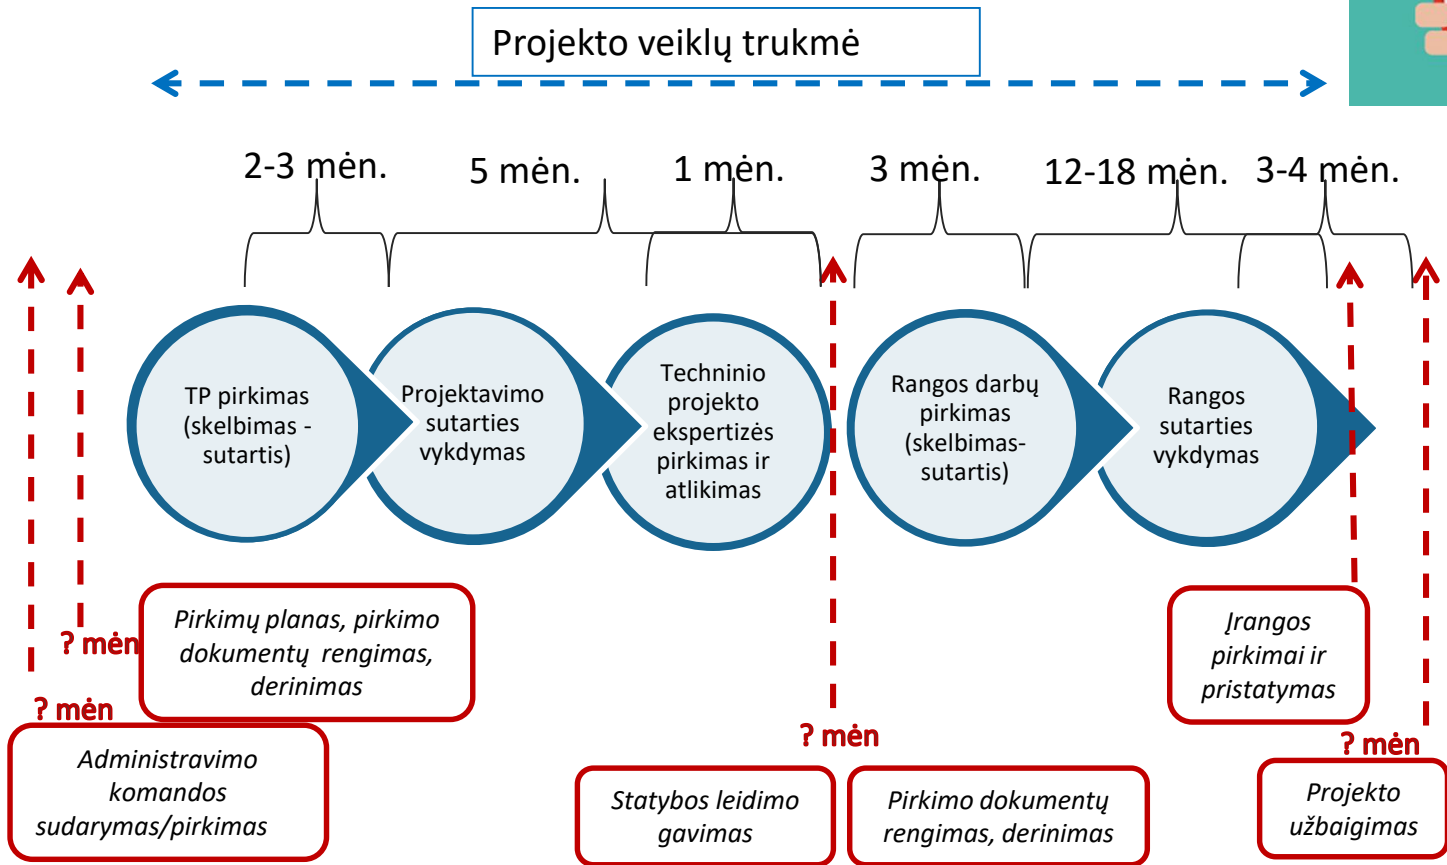 Projekto veiklų trukmė
2-3 mėn.
5 mėn.
1 mėn.
3 mėn.
12-18 mėn.
3-4 mėn.
TP pirkimas
(skelbimas -
sutartis)
Projektavimo
sutarties
vykdymas
Techninio
projekto
ekspertizės
pirkimas ir
atlikimas
Rangos darbų
pirkimas
(skelbimas-
sutartis)
Rangos
sutarties
vykdymas
? mėn
Pirkimų planas, pirkimo
dokumentų rengimas,
derinimas
Įrangos
pirkimai ir
pristatymas
? mėn
Administravimo
komandos
sudarymas/pirkimas
? mėn
Statybos leidimo
gavimas
Pirkimo dokumentų
rengimas, derinimas
? mėn
Projekto
užbaigimas